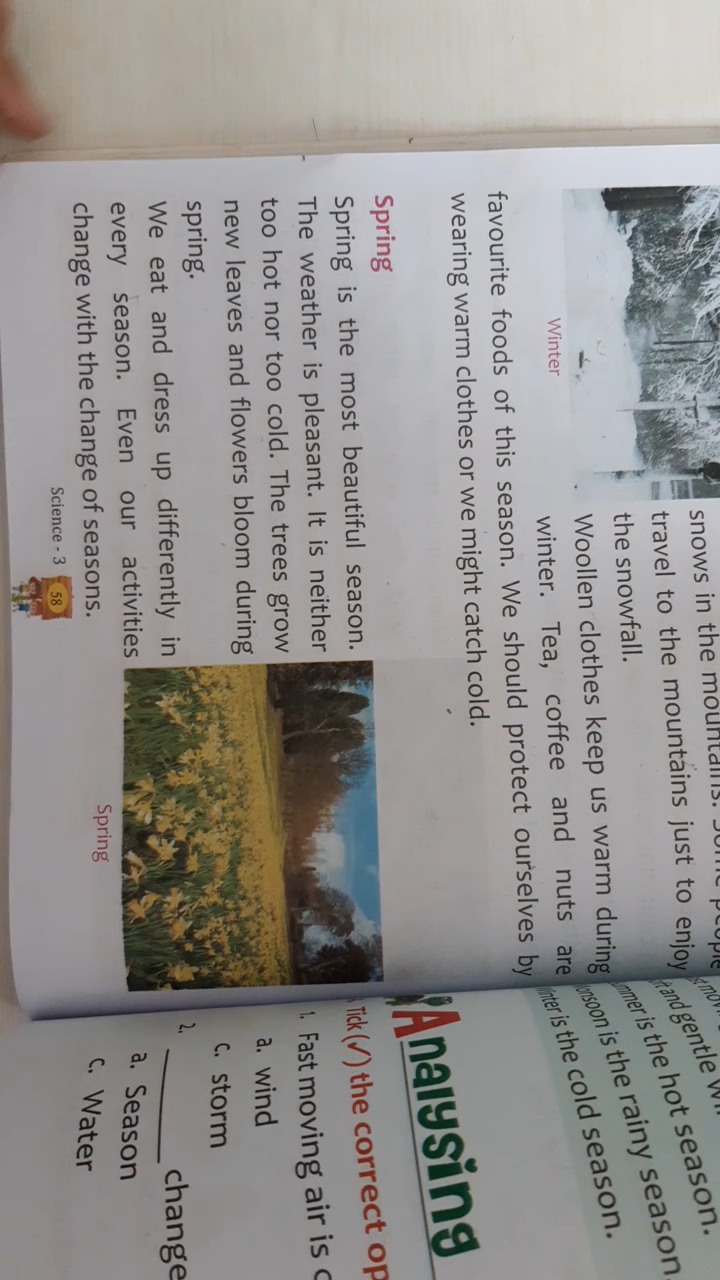 snows in the mountains. Some people
travel to the mountains just to enjoy
the snowfall.
Woollen clothes keep us warm during
winter. Tea, coffee and nuts are
Winter
favourite foods of this season. We should protect ourselves by
wearing warm clothes or we might catch cold.
Spring
Spring is the most beautiful season.
The weather is pleasant. It is neither
too hot nor too cold. The trees grow
new leaves and flowers bloom during
spring.
We eat and dress up differently in
every season. Even our activities
change with the change of seasons.
Spring
Science - 3
58
and gentle
is the hot season.
is the rainy season
is the cold season.
Analysing
Tick (✓) the correct
1. Fast moving air is
a. wind
c. storm
2. ______ change
a. Season
c. Water